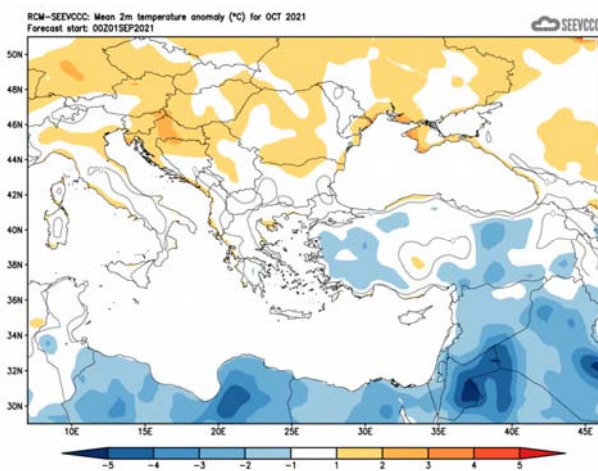 RCM-SEEVCCC: Mean 2m temperature anomaly (°C) for OCT 2021
Forecast start: 00Z01SEP2021
SEEVCCC
50N
48N
46N
44N
42N
40N
38N
36N
34N
32N
30N
10E 15E 20E 25E 30E 35E 40E 45E
-5 -4 -3 -2 -1 1 2 3 4 5